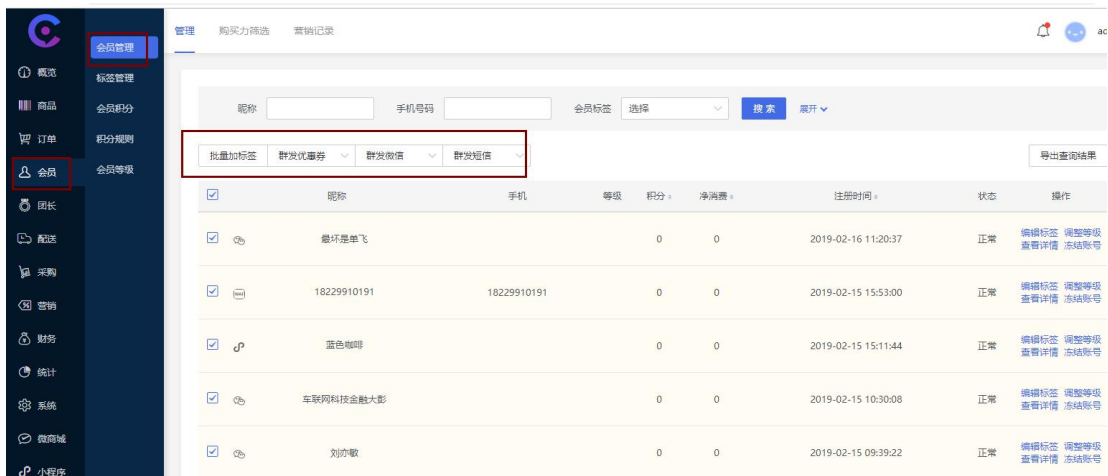 管理 购买力筛选 营销记录 ad
会员管理
概览 标签管理
商品 会员积分 昵称 手机号码 会员标签 选择 搜索 展开
订单 积分规则
会员 会员等级 批量加标签 群发优惠券 群发微信 群发短信 导出查询结果
团长 昵称 手机 等级 积分 净消费 注册时间 状态 操作
配送 最坏是单飞 0 0 2019-02-16 11:20:37 正常 编辑标签 调整等级
查看详情 冻结账号
采购
营销 18229910191 18229910191 0 0 2019-02-15 15:53:00 正常 编辑标签 调整等级
查看详情 冻结账号
财务 蓝色咖啡 0 0 2019-02-15 15:11:44 正常 编辑标签 调整等级
查看详情 冻结账号
统计
系统 车联网科技金融大彭 0 0 2019-02-15 10:30:08 正常 编辑标签 调整等级
查看详情 冻结账号
微商城
小程序 刘亦敏 0 0 2019-02-15 09:39:22 正常 编辑标签 调整等级
查看详情 冻结账号